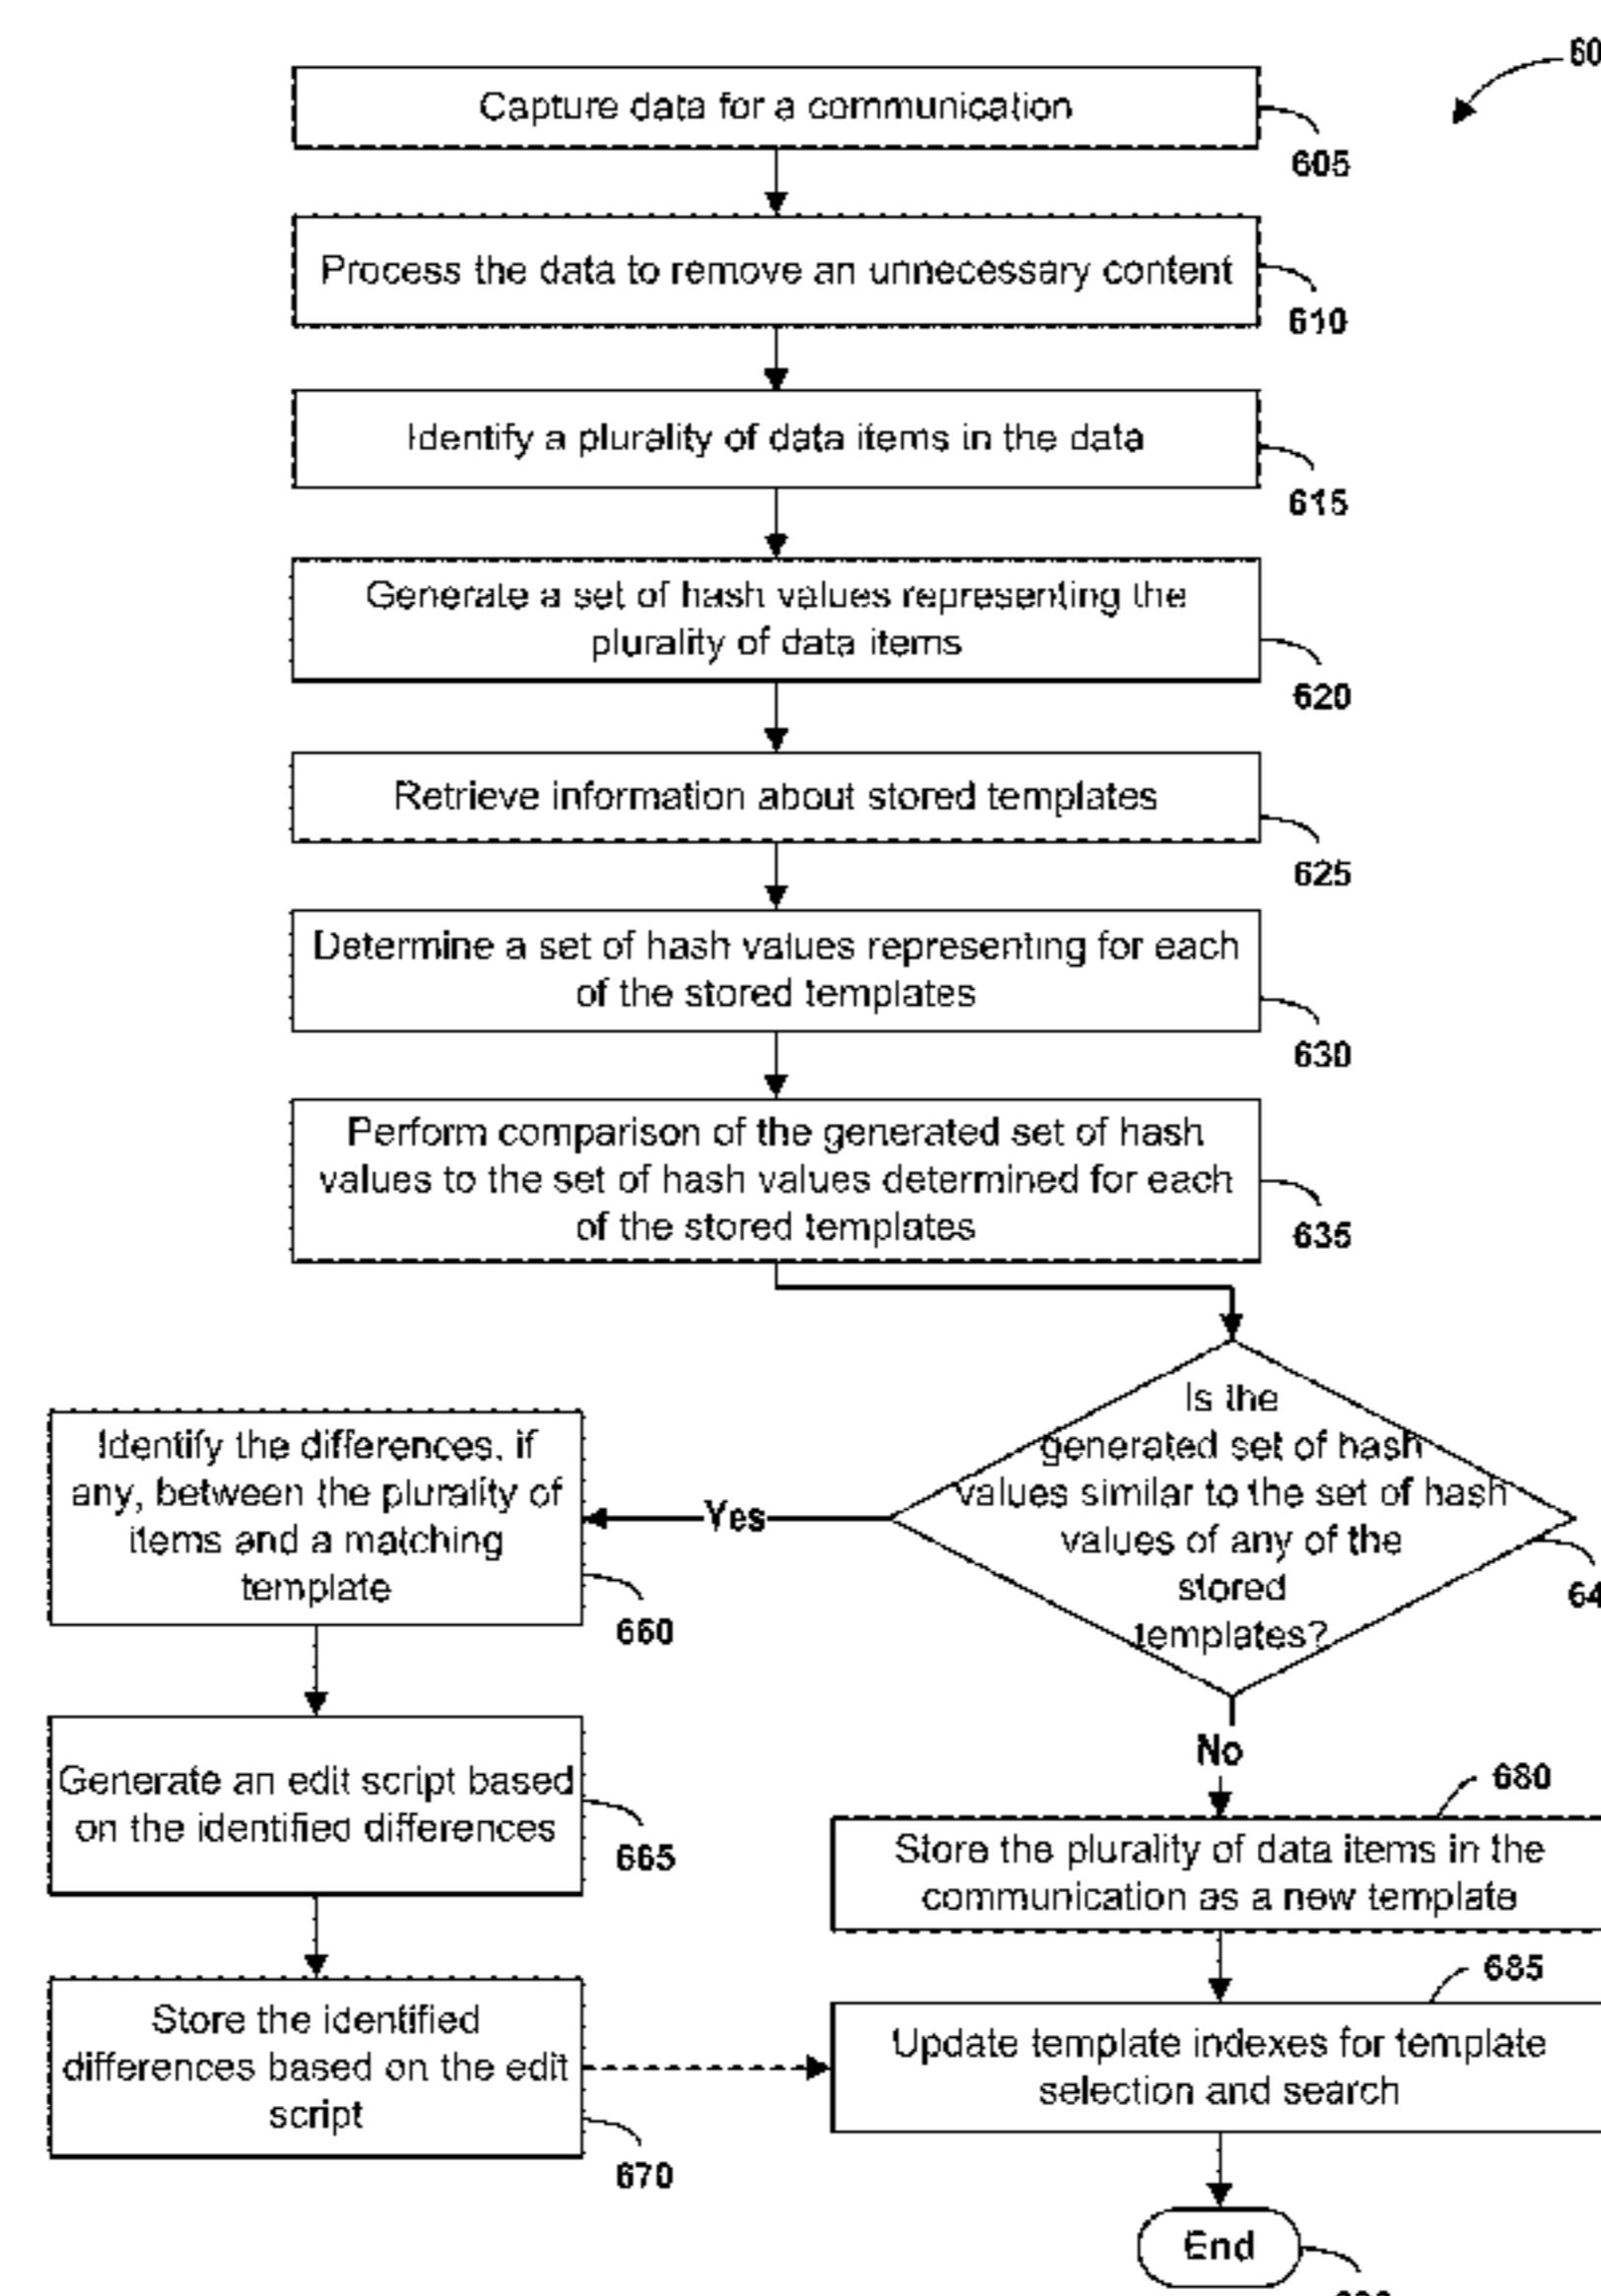 60
Capture data for a communication
605
Process the data to remove an unnecessary content
610
Identify a plurality of data items in the data
615
Generate a set of hash values representing the
plurality of data items
620
Retrieve information about stored templates
625
Determine a set of hash values representing for each
of the stored templates
630
Perform comparison of the generated set of hash
values to the set of hash values determined for each
of the stored templates
635
Is the
generated set of hash
values similar to the set of hash
values of any of the
stored
templates?
64
Yes
Identify the differences, if
any, between the plurality of
items and a matching
template
660
No
Generate an edit script based
on the identified differences
665
680
Store the plurality of data items in the
communication as a new template
Store the identified
differences based on the edit
script
670
685
Update template indexes for template
selection and search
End